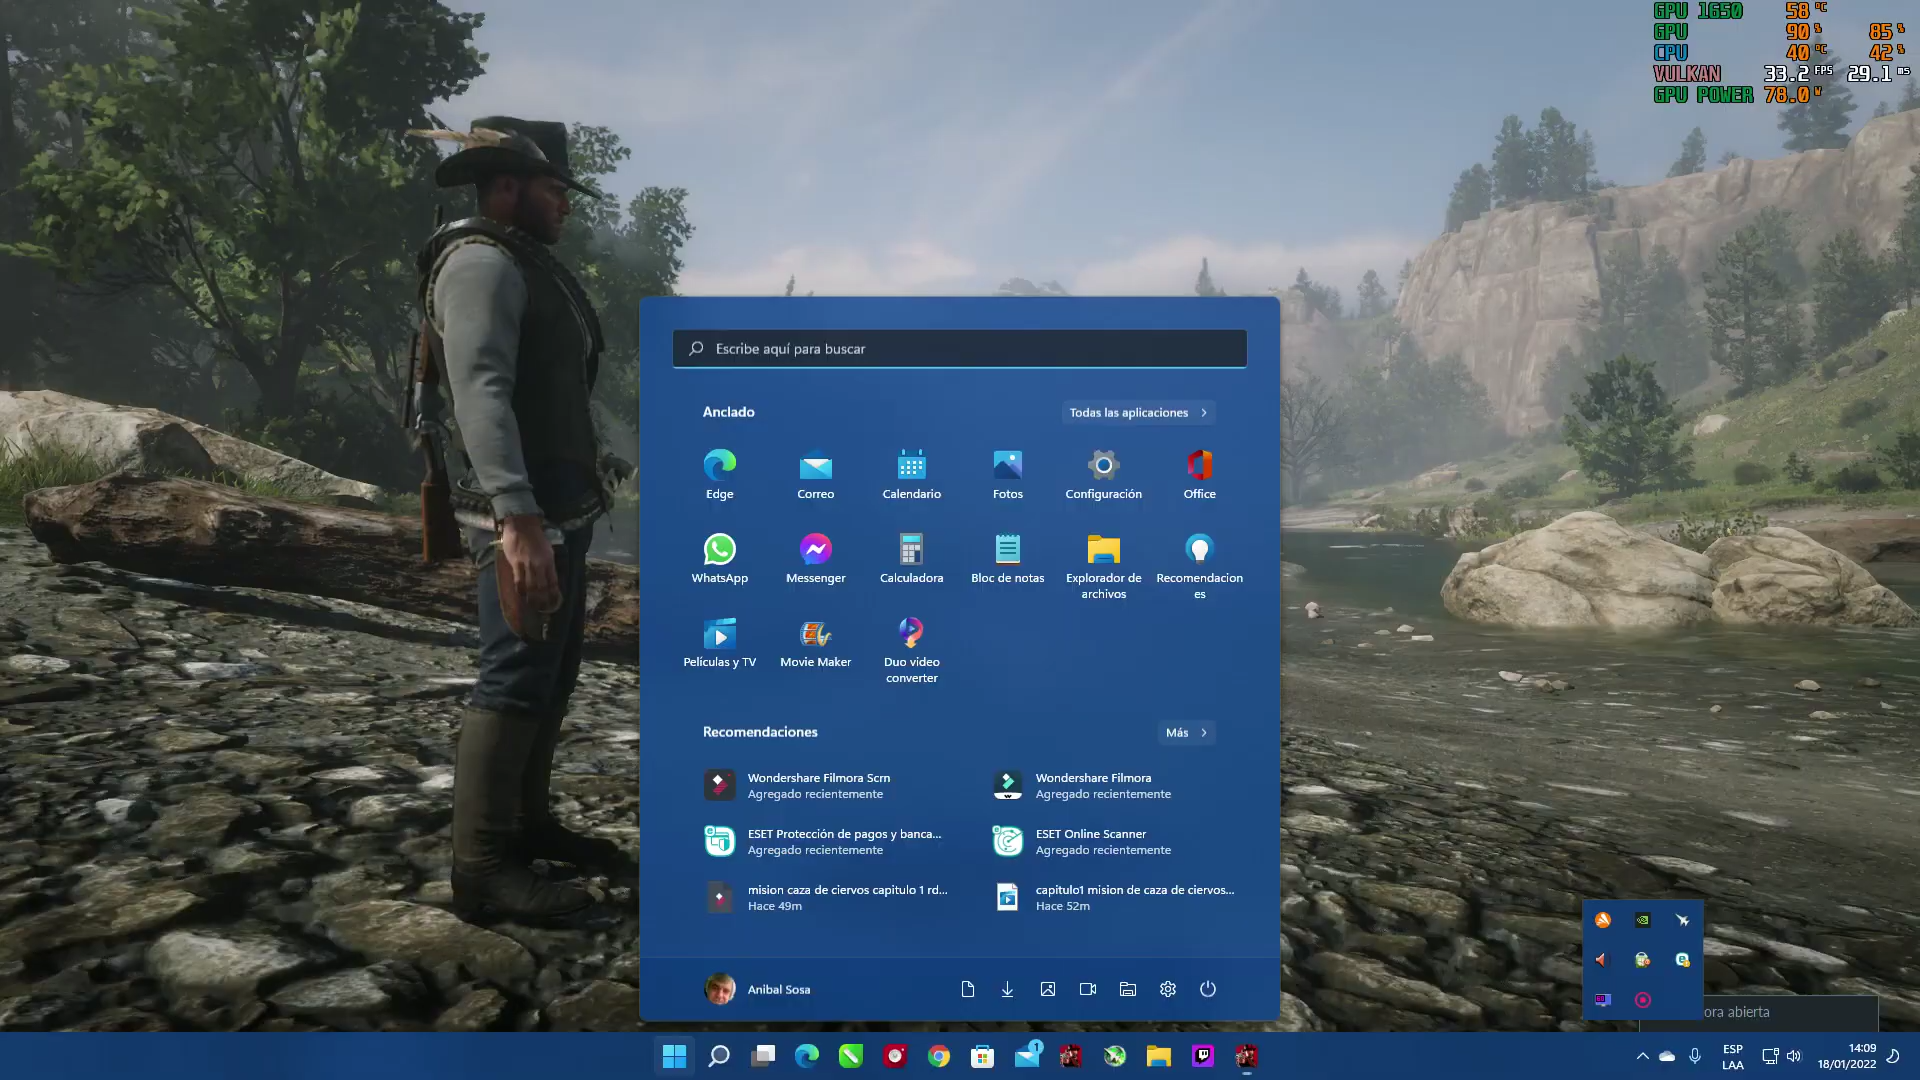 GPU 1650 58 °C
GPU 90 % 85 %
CPU 40 °C 42 %
VULKAN 33.2 FPS 29.1 ms
GPU POWER 78.0 W
Escribe aquí para buscar
Anclado
Todas las aplicaciones
Edge
Correo
Calendario
Fotos
Configuración
Office
WhatsApp
Messenger
Calculadora
Bloc de notas
Explorador de
archivos
Recomendacion
es
Películas y TV
Movie Maker
Duo video
converter
Recomendaciones
Más
Wondershare Filmora Scrn
Agregado recientemente
Wondershare Filmora
Agregado recientemente
ESET Protección de pagos y banca...
Agregado recientemente
ESET Online Scanner
Agregado recientemente
mision caza de ciervos capitulo 1 rd...
Hace 49m
capitulo1 mision de caza de ciervos...
Hace 52m
Anibal Sosa
ora abierta
1
ESP
LAA
14:09
18/01/2022